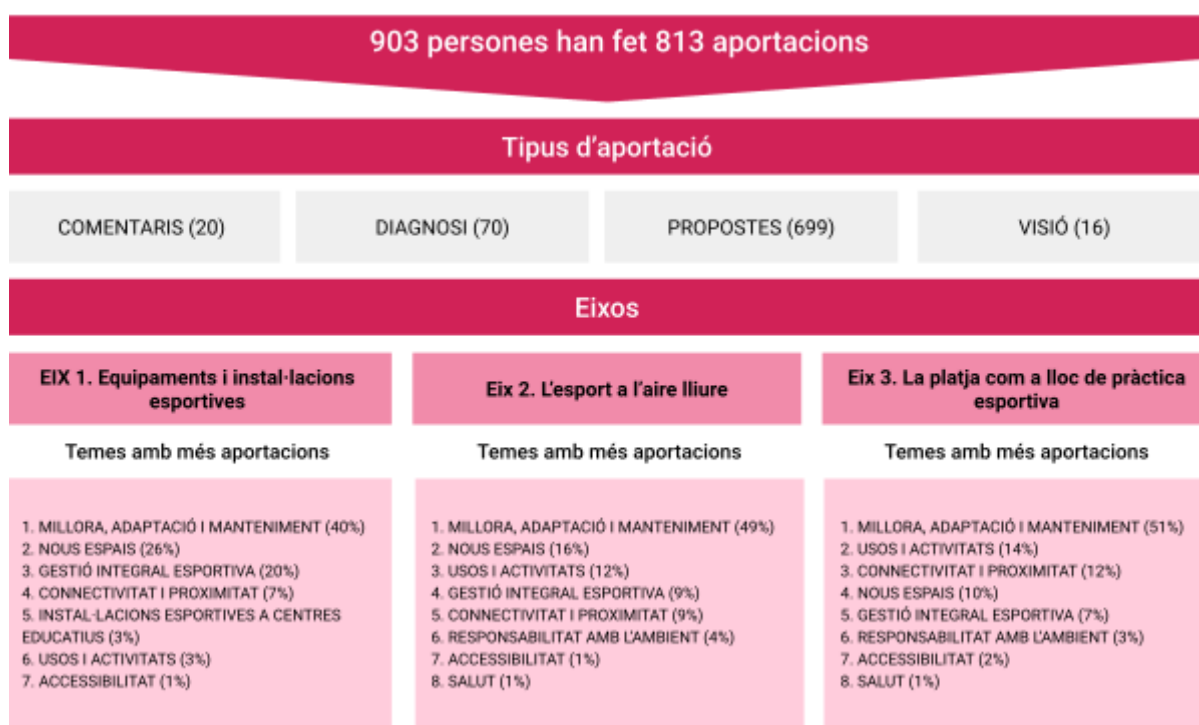 903 persones han fet 813 aportacions
Tipus d'aportació
COMENTARIS (20)
DIAGNOSI (70)
PROPOSTES (699)
VISIÓ (16)
Eixos
EIX 1. Equipaments i instal·lacions
esportives
Eix 2. L'esport a l'aire lliure
Eix 3. La platja com a lloc de pràctica
esportiva
Temes amb més aportacions
Temes amb més aportacions
Temes amb més aportacions
1. MILLORA, ADAPTACIÓ I MANTENIMENT (40%)
2. NOUS ESPAIS (26%)
3. GESTIÓ INTEGRAL ESPORTIVA (20%)
4. CONNECTIVITAT I PROXIMITAT (7%)
5. INSTAL·LACIONS ESPORTIVES A CENTRES
EDUCATIUS (3%)
6. USOS I ACTIVITATS (3%)
7. ACCESSIBILITAT (1%)
1. MILLORA, ADAPTACIÓ I MANTENIMENT (49%)
2. NOUS ESPAIS (16%)
3. USOS I ACTIVITATS (12%)
4. GESTIÓ INTEGRAL ESPORTIVA (9%)
5. CONNECTIVITAT I PROXIMITAT (9%)
6. RESPONSABILITAT AMB L'AMBIENT (4%)
7. ACCESSIBILITAT (1%)
8. SALUT (1%)
1. MILLORA, ADAPTACIÓ I MANTENIMENT (51%)
2. USOS I ACTIVITATS (14%)
3. CONNECTIVITAT I PROXIMITAT (12%)
4. NOUS ESPAIS (10%)
5. GESTIÓ INTEGRAL ESPORTIVA (7%)
6. RESPONSABILITAT AMB L'AMBIENT (3%)
7. ACCESSIBILITAT (2%)
8. SALUT (1%)